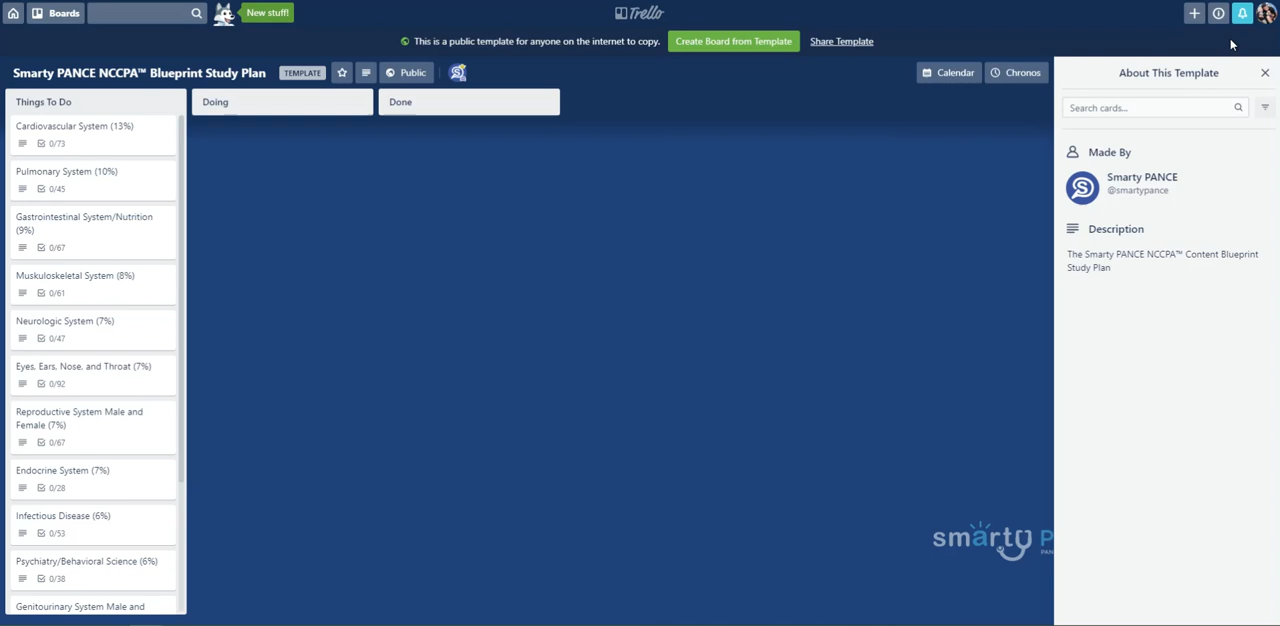 Boards
New stuff!
Trello
This is a public template for anyone on the internet to copy.
Create Board from Template
Share Template
Smarty PANCE NCCPA™ Blueprint Study Plan
TEMPLATE
Public
Calendar
Chronos
Things To Do
Cardiovascular System (13%)
0/73
Pulmonary System (10%)
0/45
Gastrointestinal System/Nutrition
(9%)
0/67
Muskuloskeletal System (8%)
0/61
Neurologic System (7%)
0/47
Eyes, Ears, Nose, and Throat (7%)
0/92
Reproductive System Male and
Female (7%)
0/67
Endocrine System (7%)
0/28
Infectious Disease (6%)
0/53
Psychiatry/Behavioral Science (6%)
0/38
Genitourinary System Male and
Doing
Done
smarty P
PAN
About This Template
Search cards...
Made By
Smarty PANCE
@smartypance
Description
The Smarty PANCE NCCPA™ Content Blueprint
Study Plan